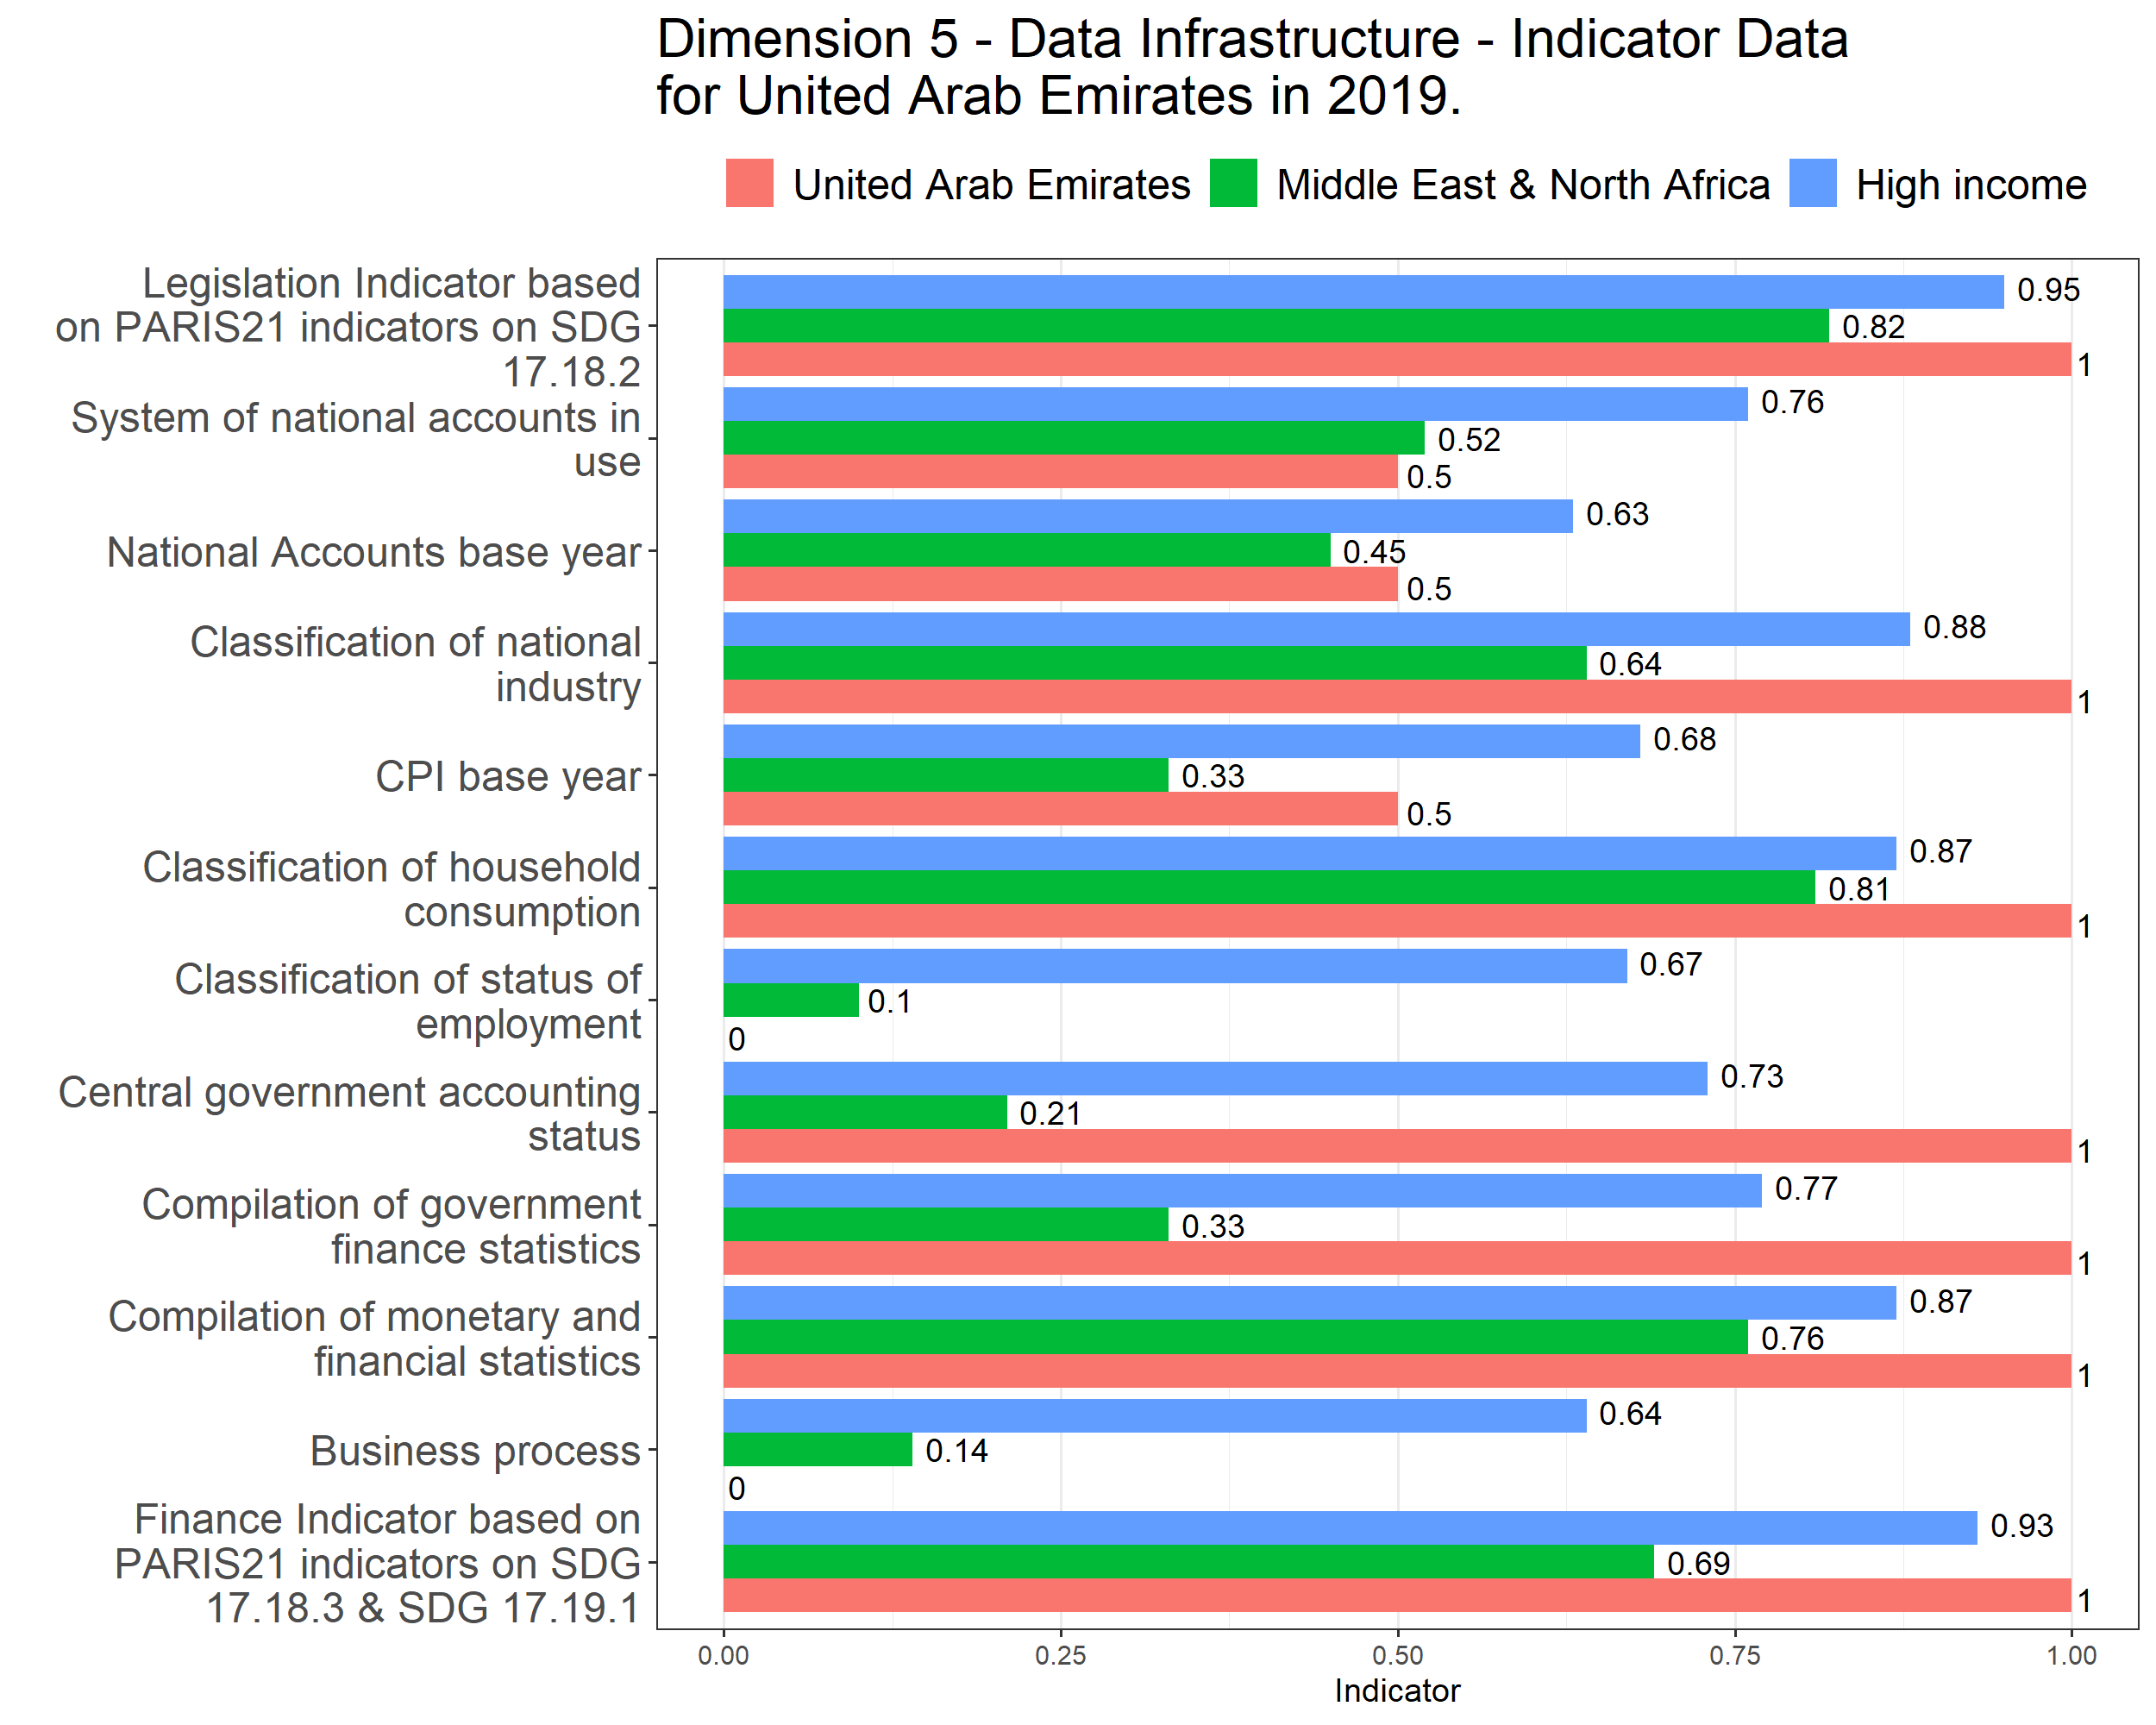 Dimension 5 - Data Infrastructure - Indicator Data
for United Arab Emirates in 2019.
United Arab Emirates
Middle East & North Africa
High income
Legislation Indicator based
on PARIS21 indicators on SDG
17.18.2
0.95
0.82
1
System of national accounts in
use
0.76
0.52
0.5
National Accounts base year
0.63
0.45
0.5
Classification of national
industry
0.88
0.64
1
CPI base year
0.68
0.33
0.5
Classification of household
consumption
0.87
0.81
1
Classification of status of
employment
0.67
0.1
0
Central government accounting
status
0.73
0.21
1
Compilation of government
finance statistics
0.77
0.33
1
Compilation of monetary and
financial statistics
0.87
0.76
1
Business process
0.64
0.14
0
Finance Indicator based on
PARIS21 indicators on SDG
17.18.3 & SDG 17.19.1
0.93
0.69
1
0.00
0.25
0.50
0.75
1.00
Indicator